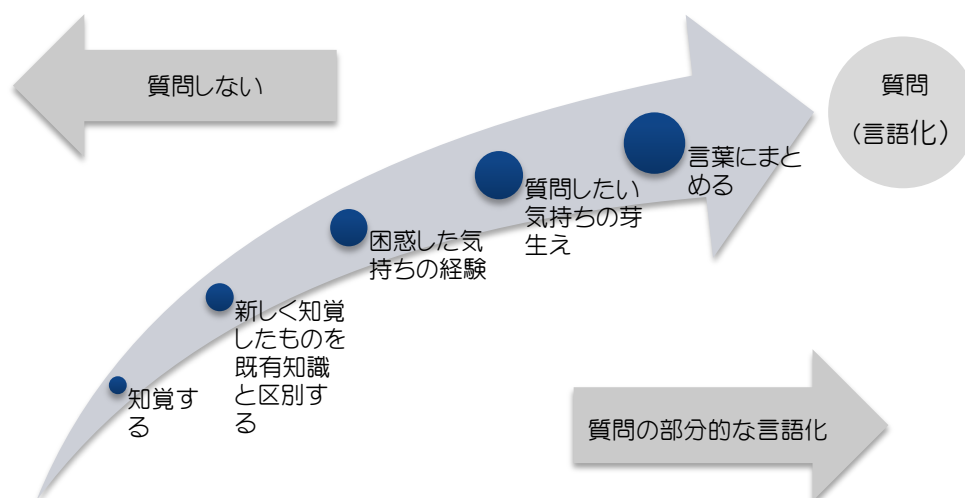 質問しない
質問
（言語化）
言葉にまと
める
質問したい
気持ちの芽
生え
困惑した気
持ちの経験
新しく知覚
したものを
既有知識
と区別す
る
知覚す
る
質問の部分的な言語化